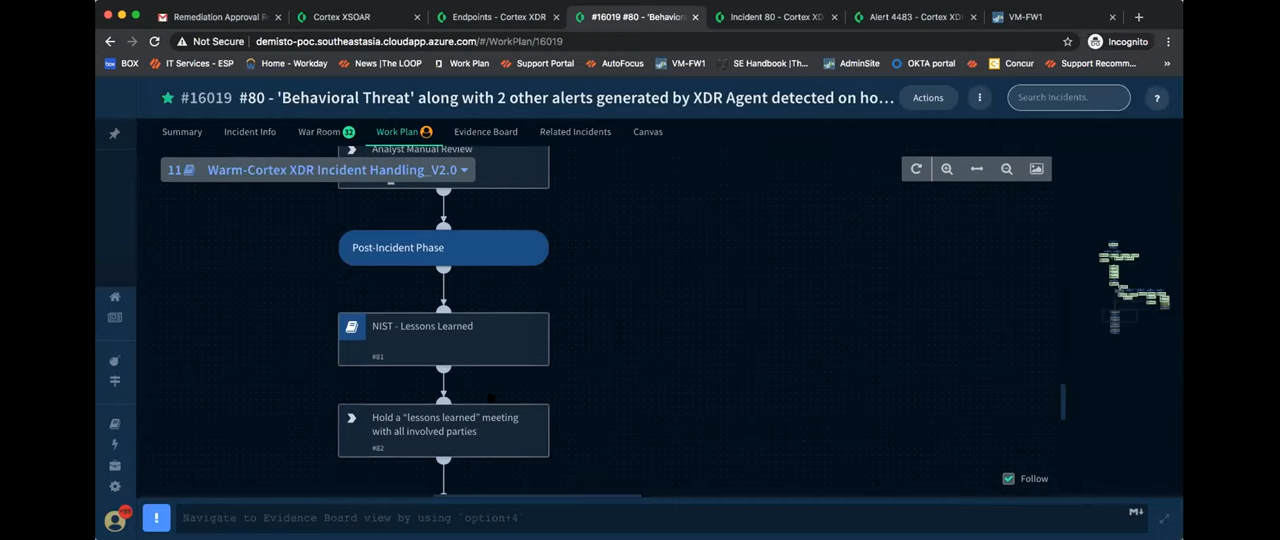 Remediation Approval R
Cortex XSOAR
Endpoints - Cortex XDR
#16019 #80 - 'Behavior
Incident 80 - Cortex XD
Alert 4483 - Cortex XDR
VM-FW1
Not Secure
demisto-poc.southeastasia.cloudapp.azure.com/#/WorkPlan/16019
Incognito
box BOX
IT Services - ESP
Home - Workday
News |The LOOP
Work Plan
Support Portal
AutoFocus
VM-FW1
SE Handbook |Th...
AdminSite
OKTA portal
Concur
Support Recomm...
#16019 #80 - 'Behavioral Threat' along with 2 other alerts generated by XDR Agent detected on ho...
Actions
Search Incidents.
?
Summary
Incident Info
War Room 32
Work Plan
Evidence Board
Related Incidents
Canvas
Analyst Manual Review
11 Warm-Cortex XDR Incident Handling_V2.0
Post-Incident Phase
NIST - Lessons Learned
#81
Hold a "lessons learned" meeting
with all involved parties
#82
Follow
+99
!
Navigate to Evidence Board view by using `option+4`
M